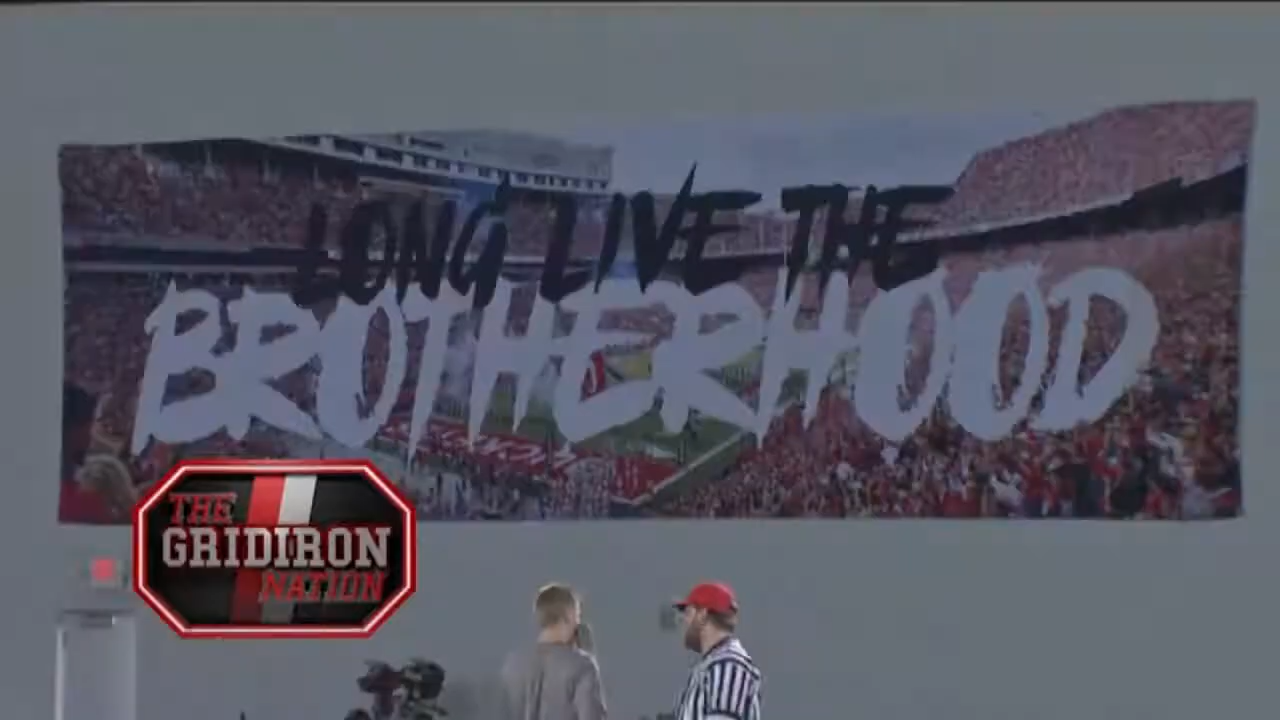 LONG LIVE THE
BROTHERHOOD
THE
GRIDIRON
NATION